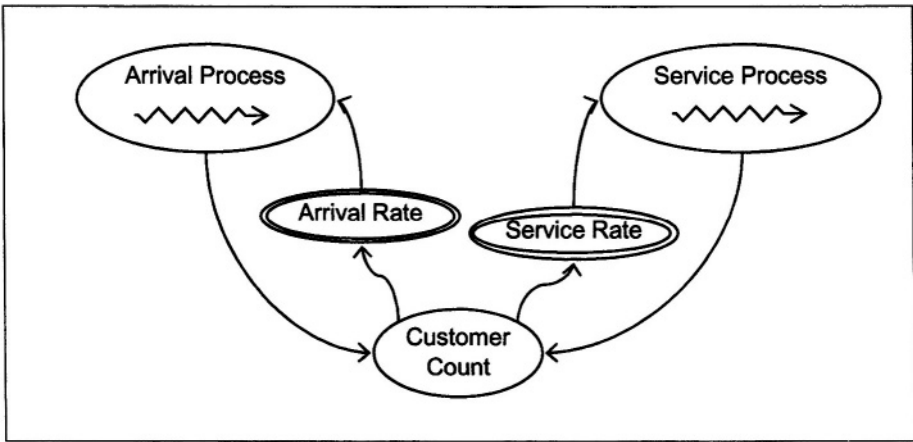 Arrival Process
Service Process
Arrival Rate
Service Rate
Customer
Count